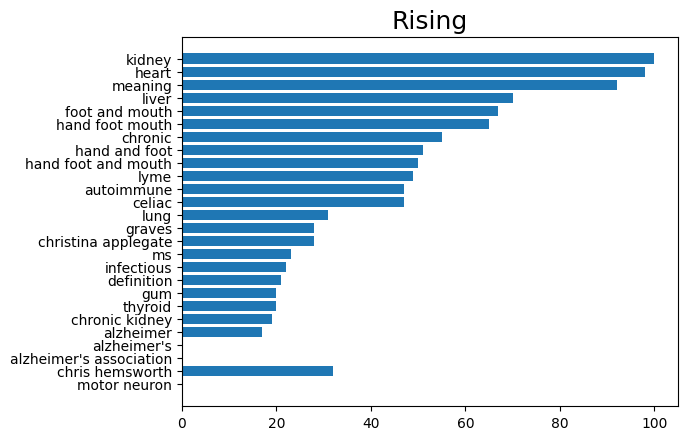 Rising
kidney
heart
meaning
liver
foot and mouth
hand foot mouth
chronic
hand and foot
hand foot and mouth
lyme
autoimmune
celiac
lung
graves
christina applegate
ms
infectious
definition
gum
thyroid
chronic kidney
alzheimer
alzheimer's
alzheimer's association
chris hemsworth
motor neuron
0 20 40 60 80 100